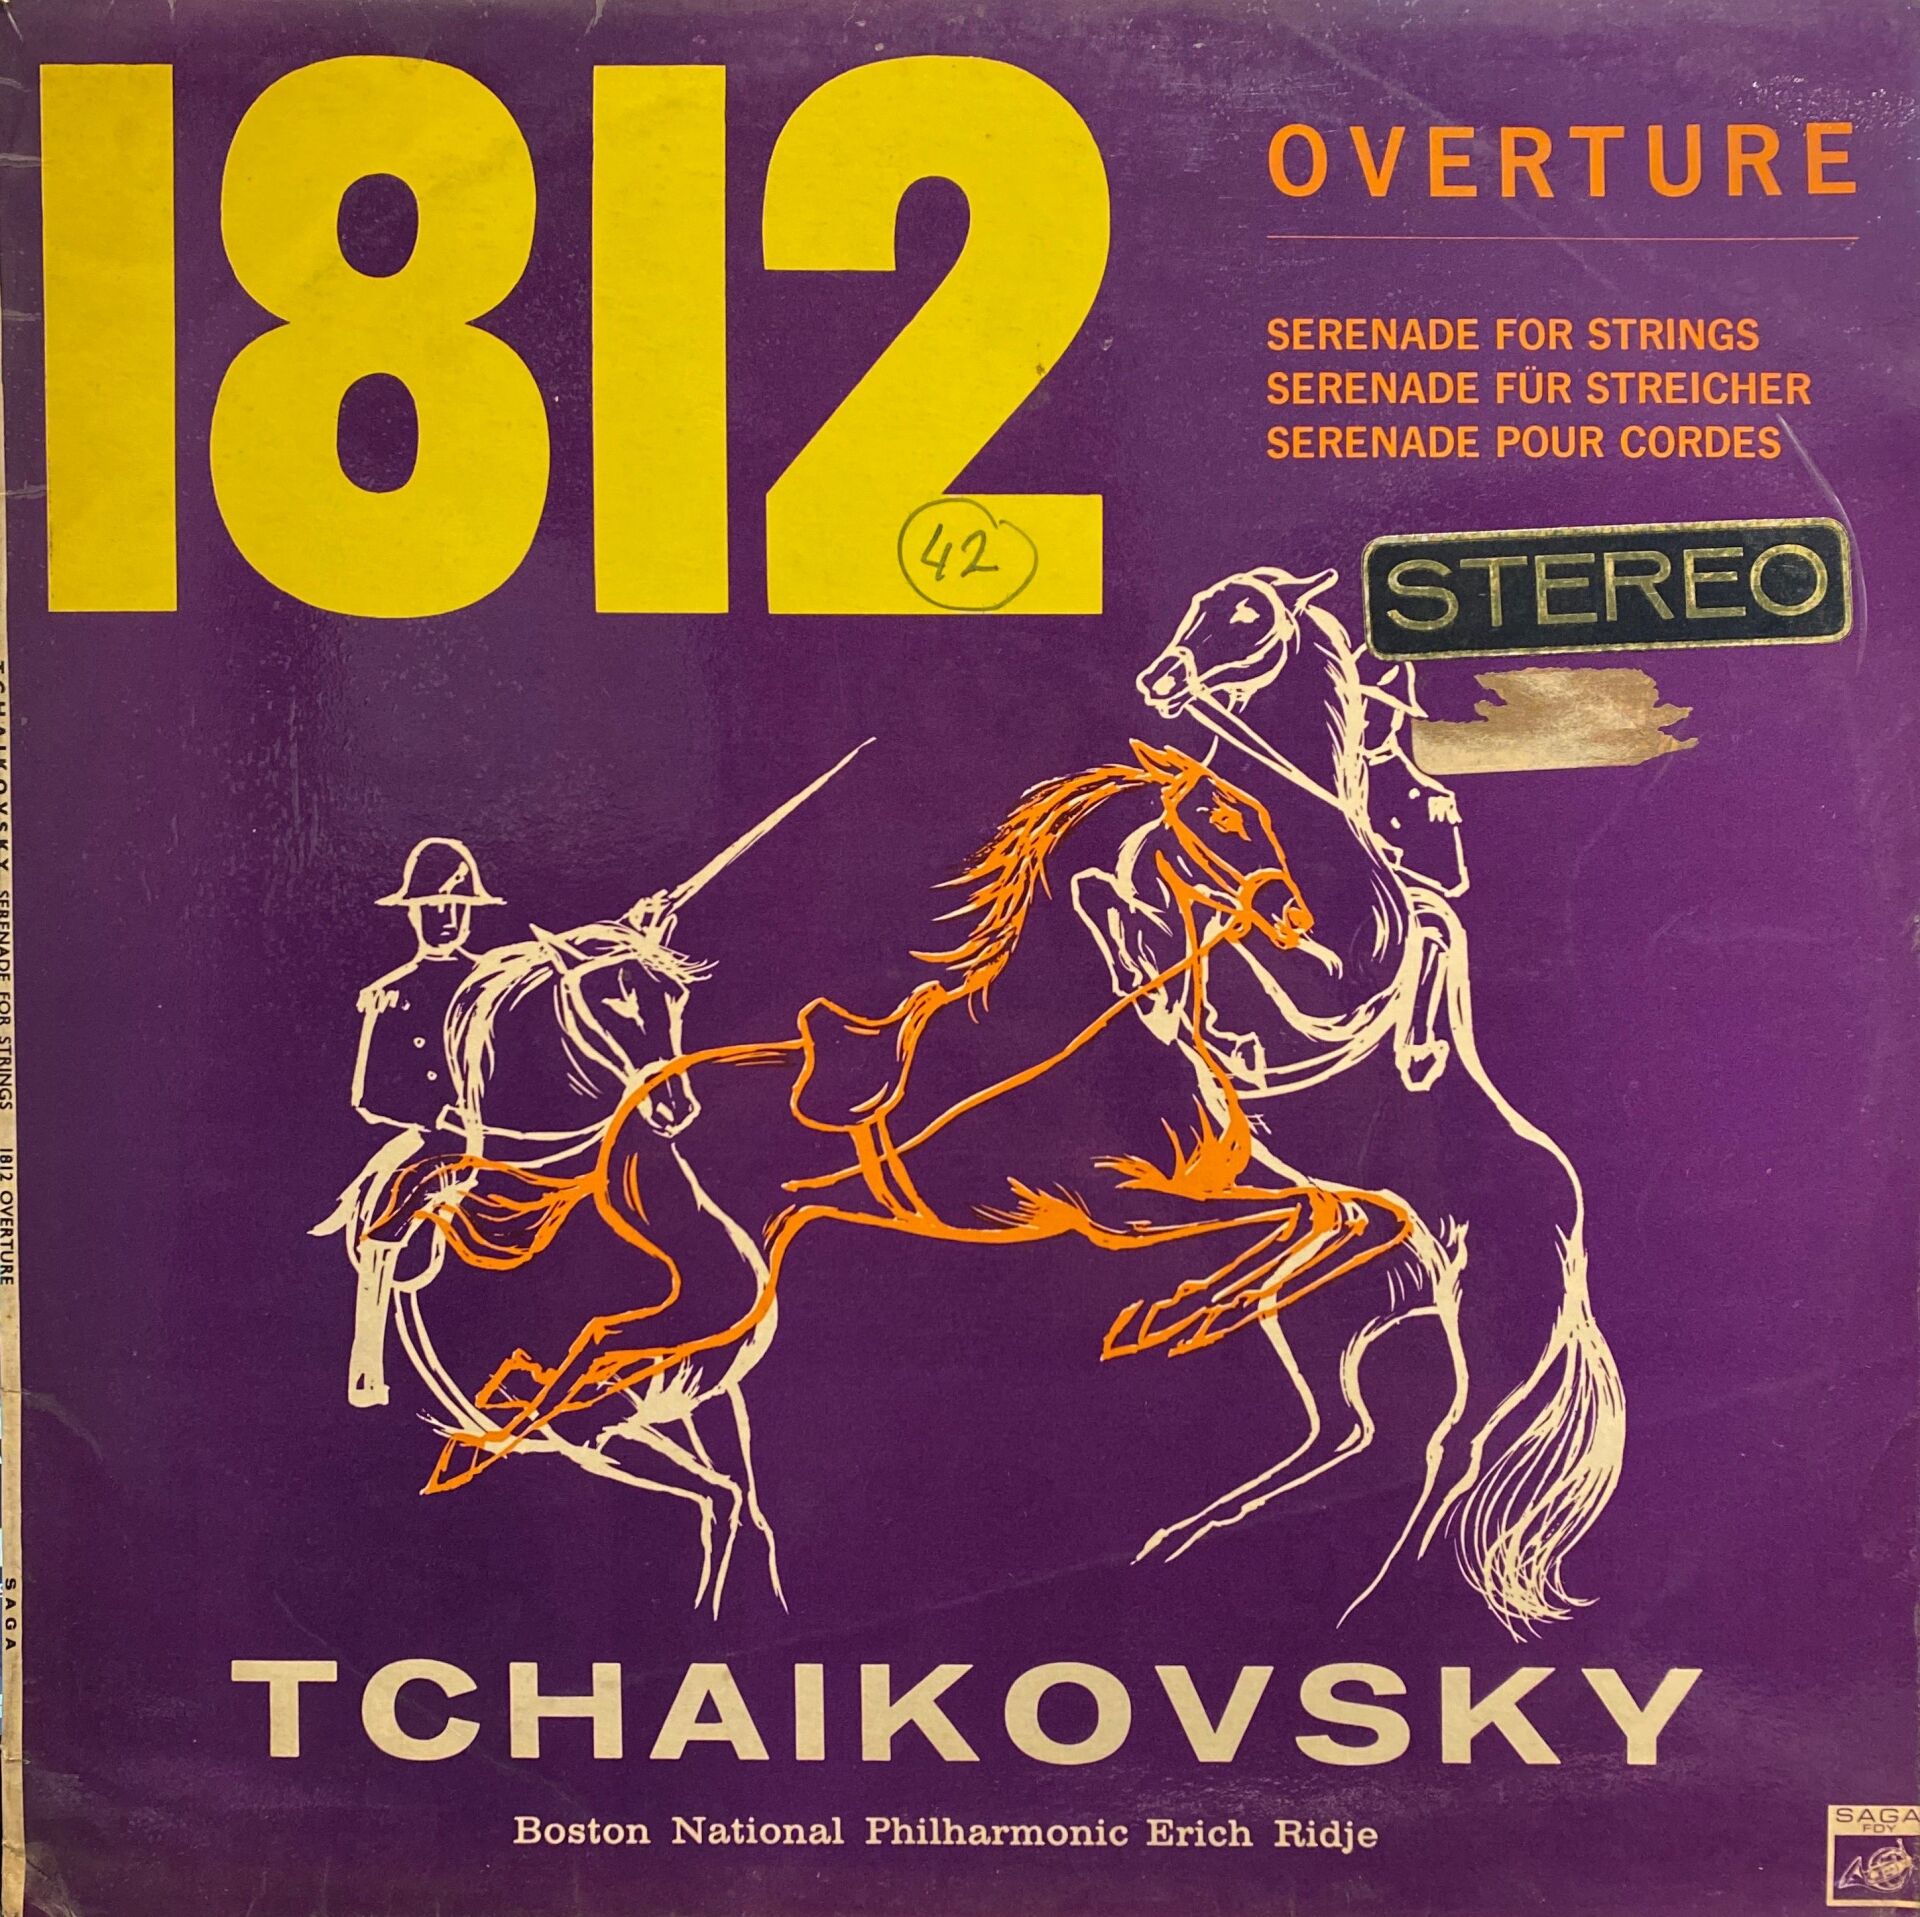 1812
OVERTURE
SERENADE FOR STRINGS
SERENADE FÜR STREICHER
SERENADE POUR CORDES
42
STEREO
TCHAIKOVSKY
Boston National Philharmonic Erich Ridje
SAGA
FDY
TCHAIKOVSKY SERENADE FOR STRINGS 1812 OVERTURE SAGA